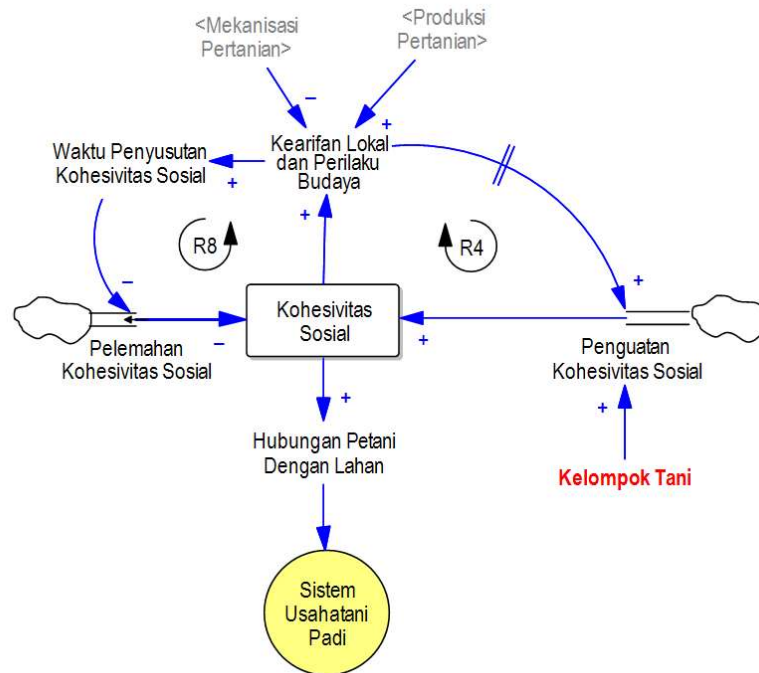 <Mekanisasi
Pertanian>
<Produksi
Pertanian>
–
+
Waktu Penyusutan
Kohesivitas Sosial
+
Kearifan Lokal
dan Perilaku
Budaya
+
R8
R4
–
+
Kohesivitas
Sosial
–
+
Pelemahan
Kohesivitas Sosial
Penguatan
Kohesivitas Sosial
+
+
Hubungan Petani
Dengan Lahan
Kelompok Tani
Sistem
Usahatani
Padi